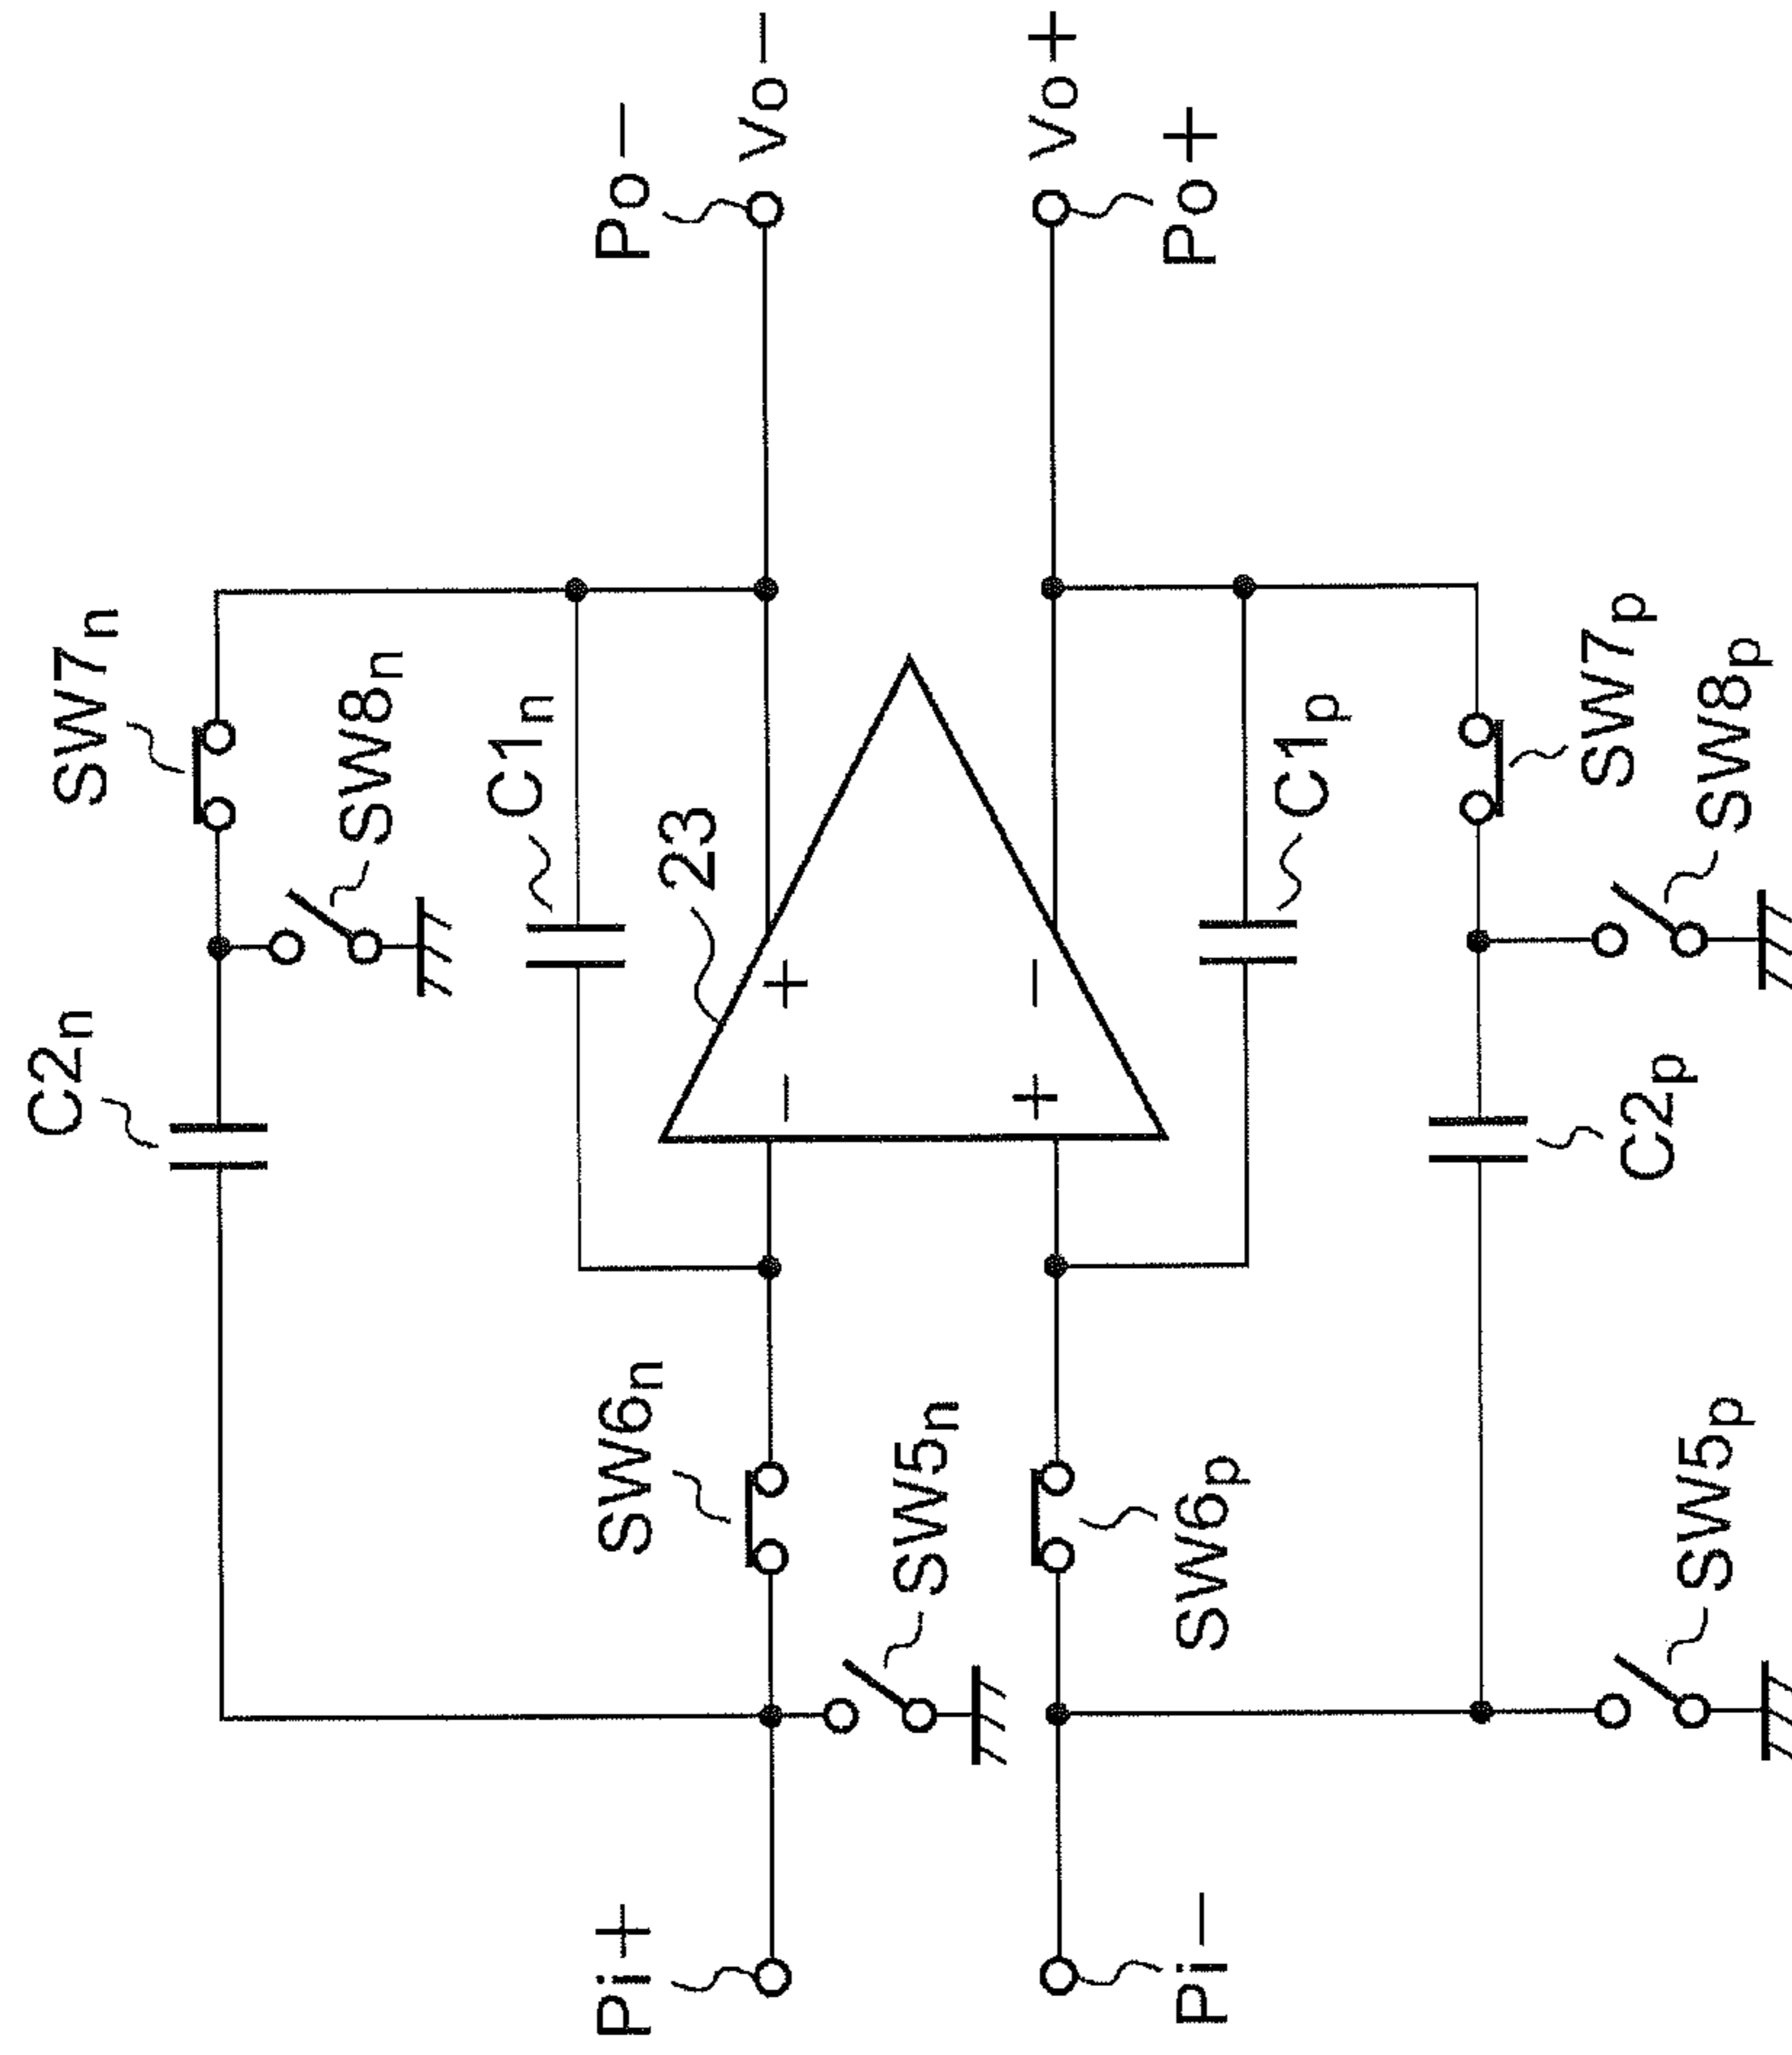 C2n
SW7n
SW8n
C1n
23
Po−
Vo−
Pi+
SW6n
SW5n
− +
+ −
Vo+
Po+
Pi−
SW6p
C1p
C2p
SW7p
SW8p
SW5p